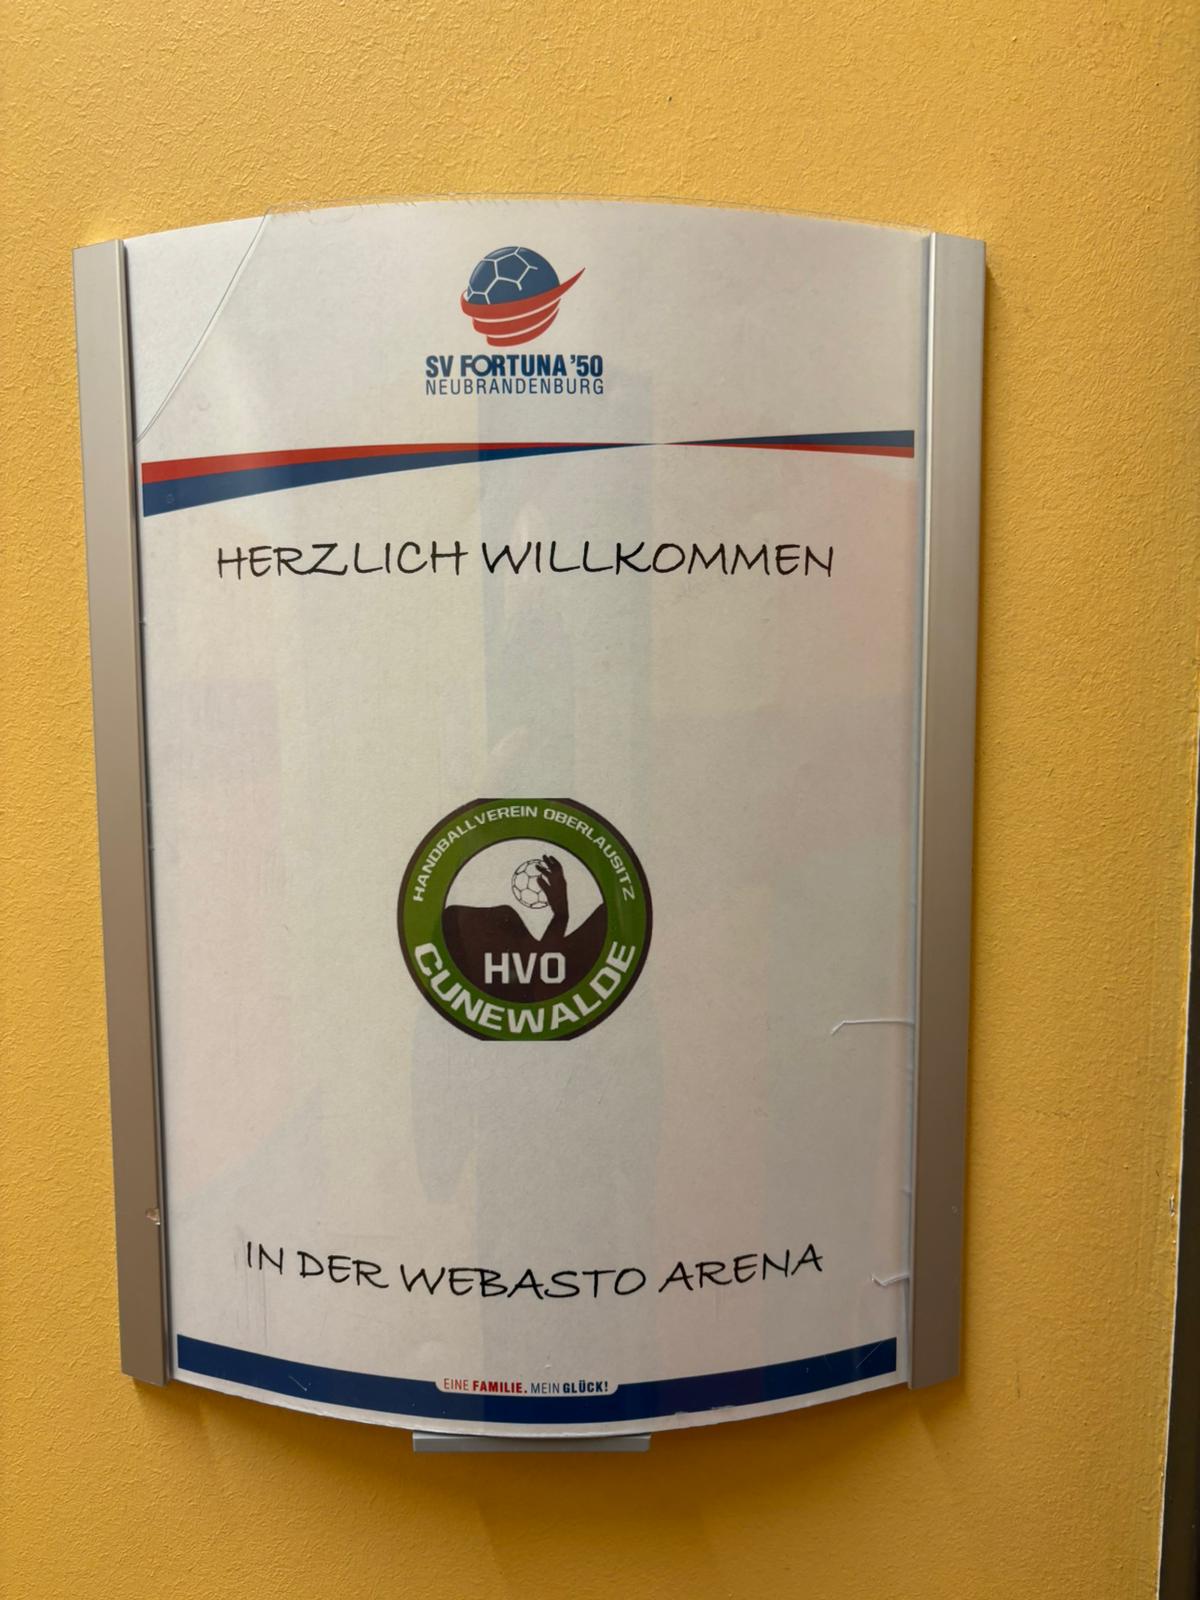 SV FORTUNA '50
NEUBRANDENBURG
HERZLICH WILLKOMMEN
HANDBALLVEREIN OBERLAUSITZ
HVO
CUNEWALDE
IN DER WEBASTO ARENA
EINE FAMILIE. MEIN GLÜCK!